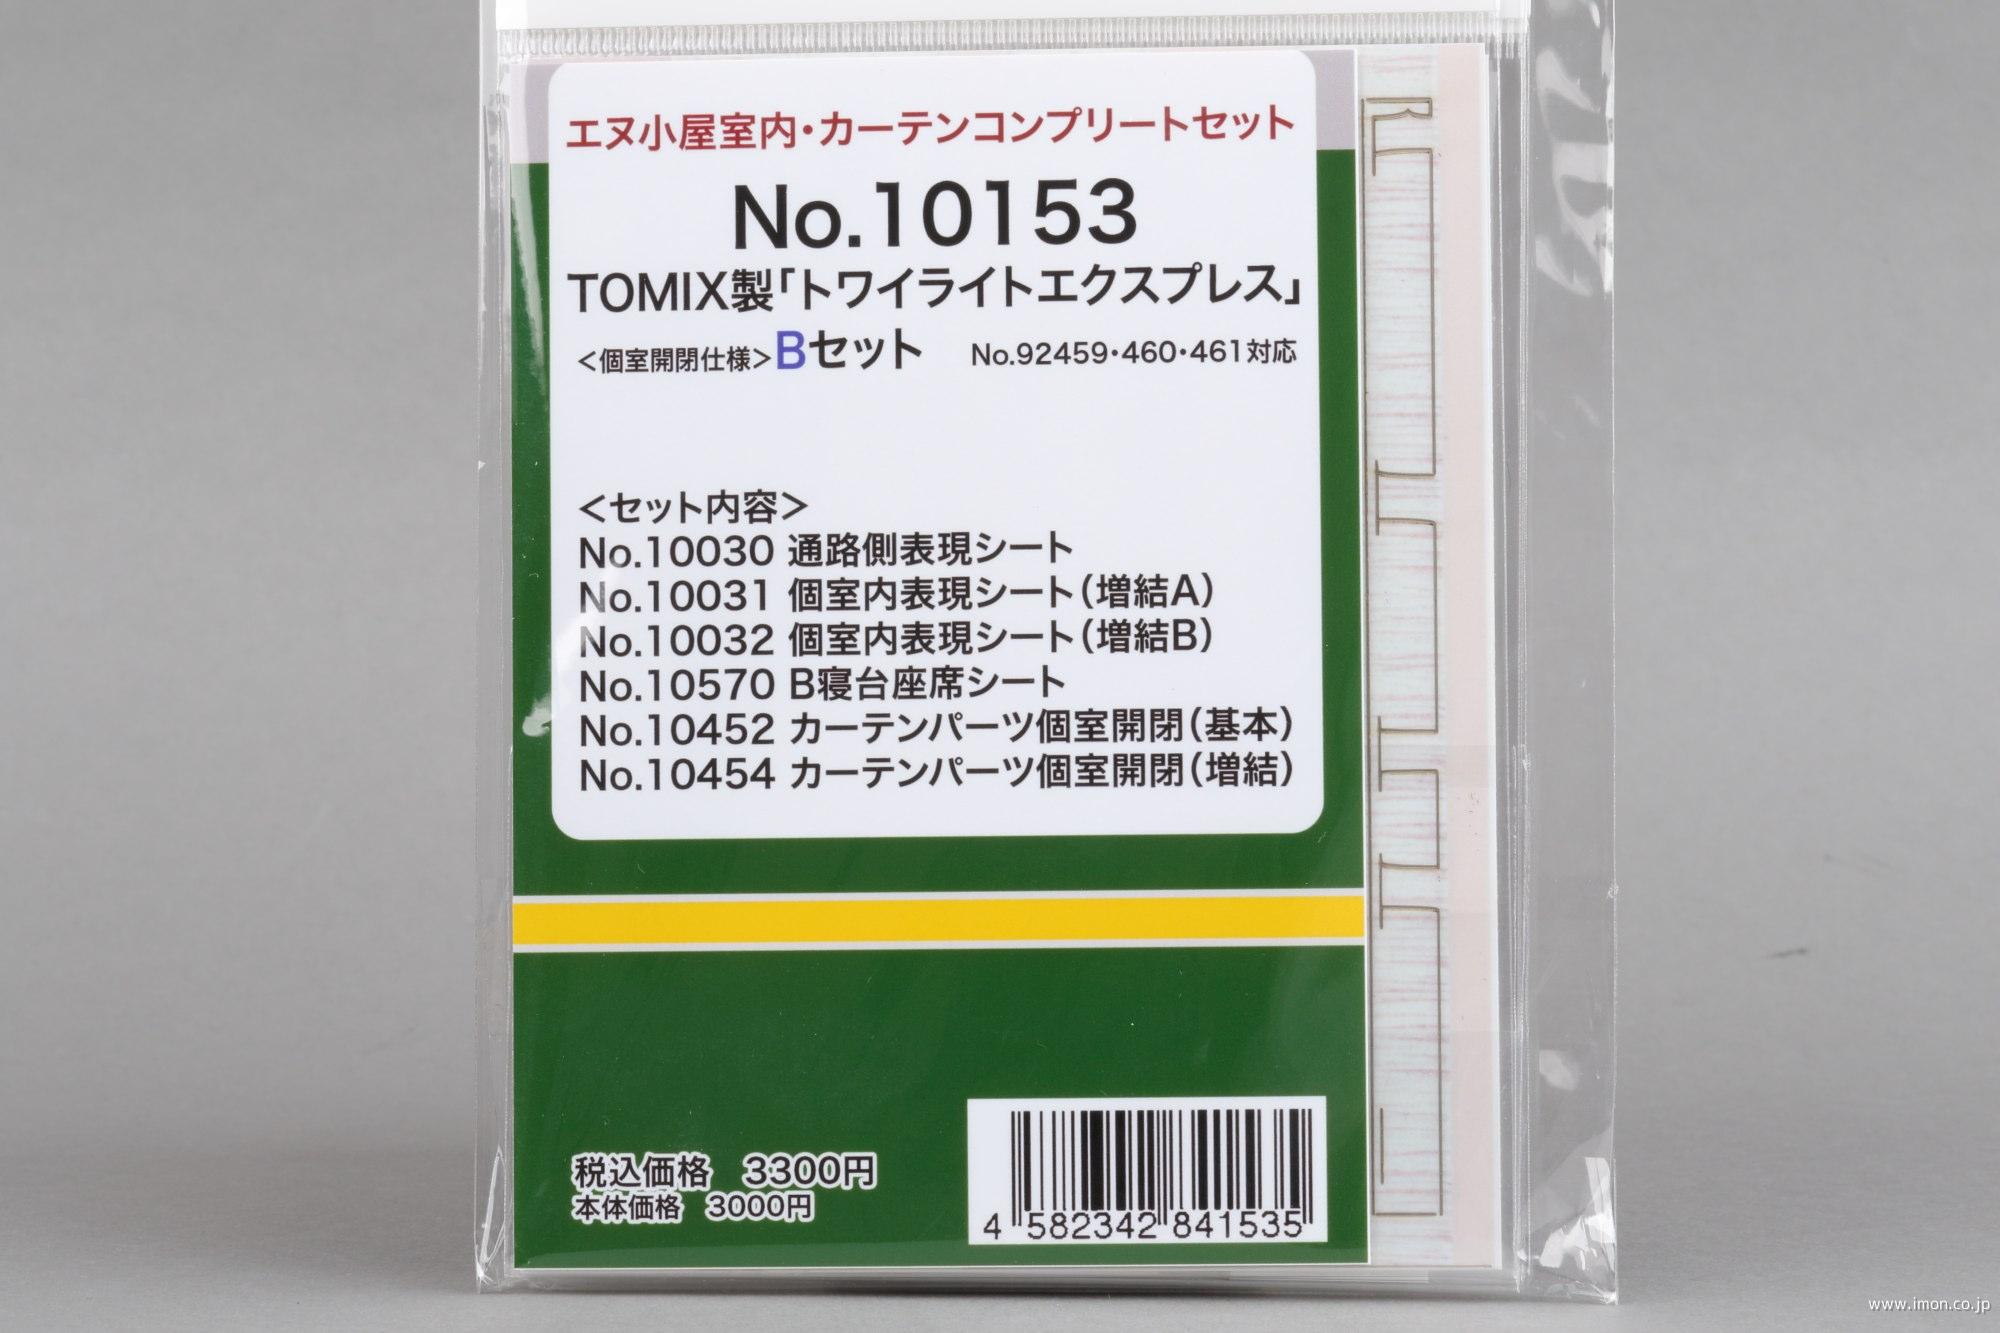 エヌ小屋室内・カーテンコンプリートセット
No.10153
TOMIX製「トワイライトエクスプレス」
＜個室開閉仕様＞Bセット No.92459・460・461対応
＜セット内容＞
No.10030 通路側表現シート
No.10031 個室内表現シート（増結A）
No.10032 個室内表現シート（増結B）
No.10570 B寝台座席シート
No.10452 カーテンパーツ個室開閉（基本）
No.10454 カーテンパーツ個室開閉（増結）
税込価格 3300円
本体価格 3000円
4 582342 841535
www.imon.co.jp